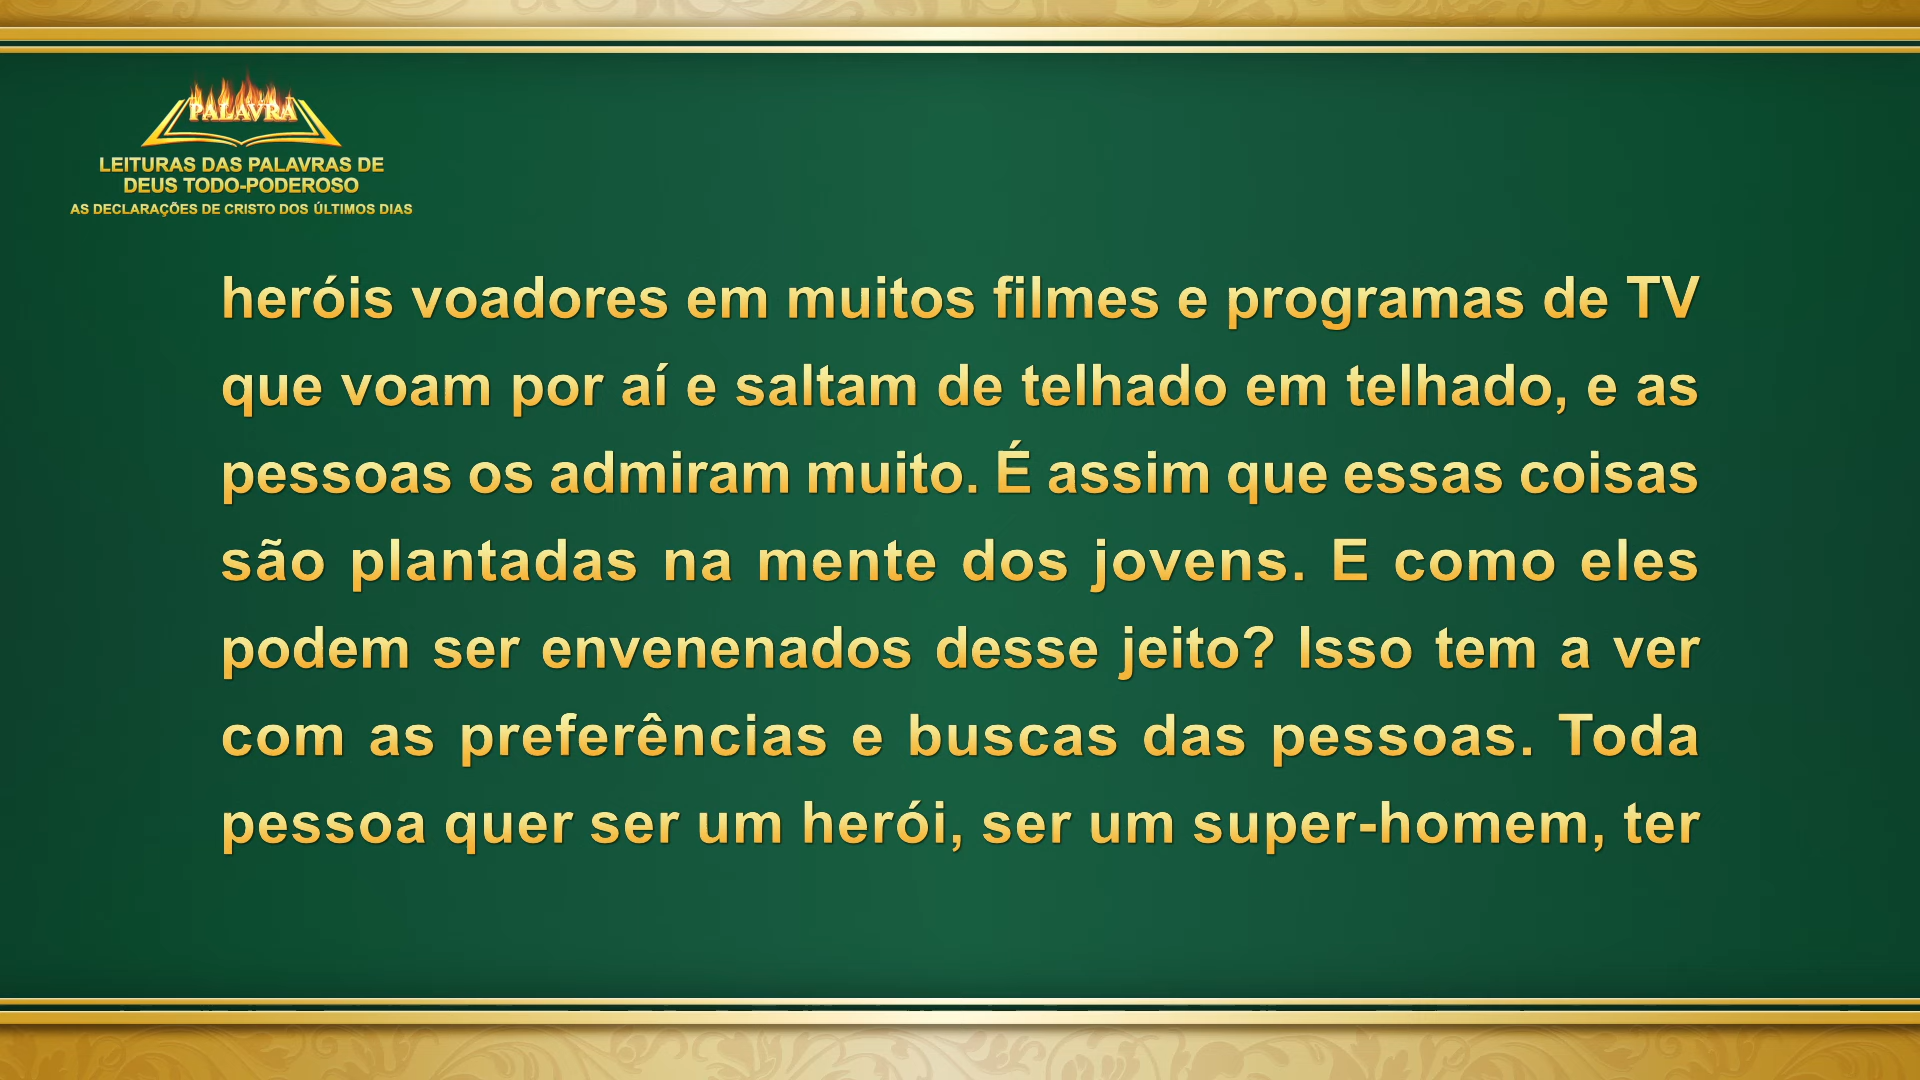 PALAVRA
LEITURAS DAS PALAVRAS DE
DEUS TODO-PODEROSO
AS DECLARAÇÕES DE CRISTO DOS ÚLTIMOS DIAS
heróis voadores em muitos filmes e programas de TV
que voam por aí e saltam de telhado em telhado, e as
pessoas os admiram muito. É assim que essas coisas
são plantadas na mente dos jovens. E como eles
podem ser envenenados desse jeito? Isso tem a ver
com as preferências e buscas das pessoas. Toda
pessoa quer ser um herói, ser um super-homem, ter